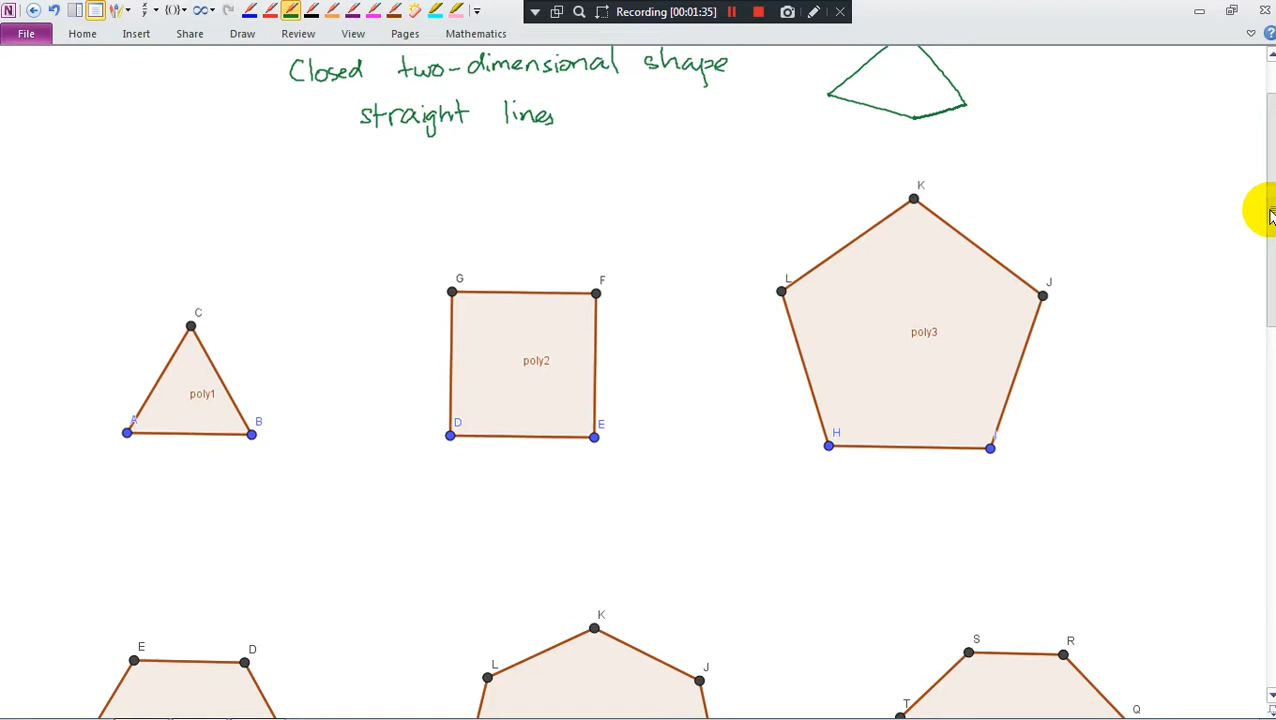 Recording [00:01:35]
File Home Insert Share Draw Review View Pages Mathematics
Closed two-dimensional shape
straight lines
K
L J
G F
C
poly3
poly2
poly1
A B
D E
H I
K
E D
S R
L J
T Q